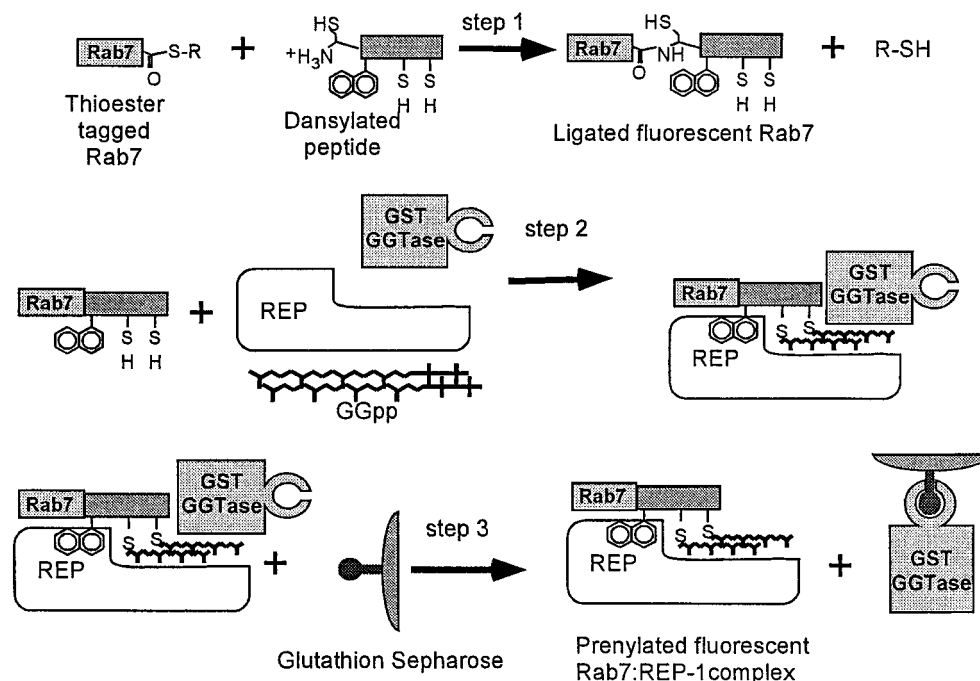 Rab7
S-R
O
+
HS
+H3N
S
H
S
H
step 1
Rab7
O
HS
N
H
S
H
S
H
+
R-SH
Thioester
tagged
Rab7
Dansylated
peptide
Ligated fluorescent Rab7
GST
GGTase
step 2
Rab7
S
H
S
H
+
REP
GGpp
Rab7
GST
GGTase
REP
S
S
Rab7
GST
GGTase
REP
S
S
+
step 3
Glutathion Sepharose
Rab7
REP
S
S
+
GST
GGTase
Prenylated fluorescent
Rab7:REP-1complex